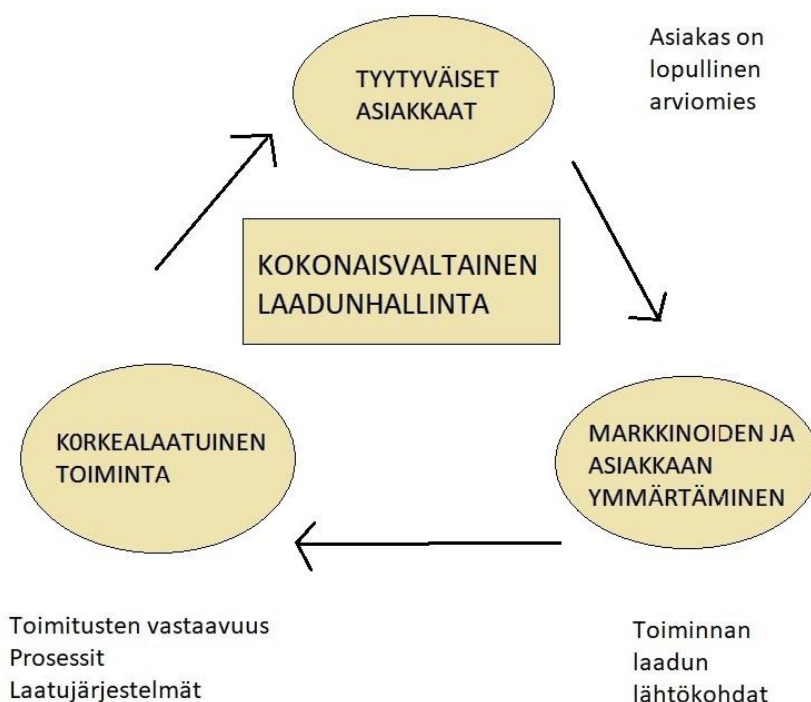 TYYTYVÄISET
ASIAKKAAT
Asiakas on
lopullinen
arviomies
KOKONAISVALTAINEN
LAADUNHALLINTA
K0RKEALAATUINEN
TOIMINTA
MARKKINOIDEN JA
ASIAKKAAN
YMMÄRTÄMINEN
Toimitusten vastaavuus
Prosessit
Laatujärjestelmät
Toiminnan
laadun
lähtökohdat